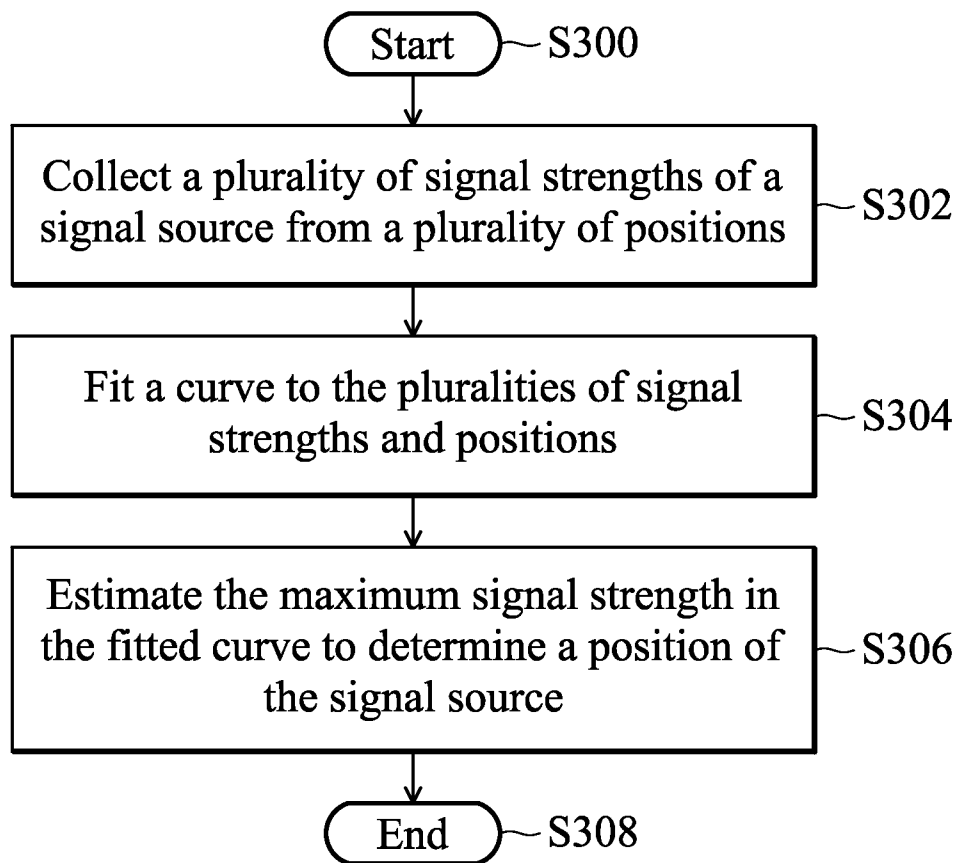 Start
S300
Collect a plurality of signal strengths of a
signal source from a plurality of positions
S302
Fit a curve to the pluralities of signal
strengths and positions
S304
Estimate the maximum signal strength in
the fitted curve to determine a position of
the signal source
S306
End
S308